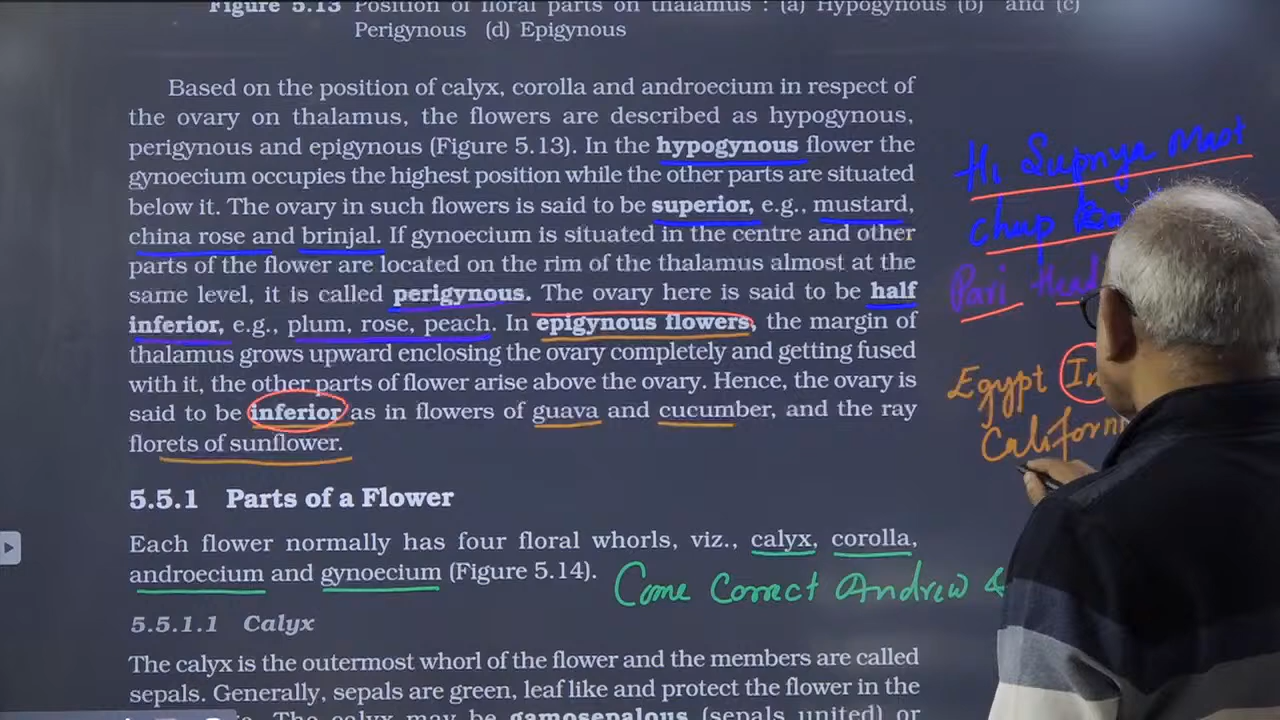 Figure 5.13 Position of floral parts on thalamus : (a) Hypogynous (b) and (c)
Perigynous (d) Epigynous
Based on the position of calyx, corolla and androecium in respect of
the ovary on thalamus, the flowers are described as hypogynous,
perigynous and epigynous (Figure 5.13). In the hypogynous flower the
gynoecium occupies the highest position while the other parts are situated
below it. The ovary in such flowers is said to be superior, e.g., mustard,
china rose and brinjal. If gynoecium is situated in the centre and other
parts of the flower are located on the rim of the thalamus almost at the
same level, it is called perigynous. The ovary here is said to be half
inferior, e.g., plum, rose, peach. In epigynous flowers, the margin of
thalamus grows upward enclosing the ovary completely and getting fused
with it, the other parts of flower arise above the ovary. Hence, the ovary is
said to be inferior as in flowers of guava and cucumber, and the ray
florets of sunflower.
Hi Supriya Mast
chup
Pari
Egypt In
Californi
5.5.1 Parts of a Flower
Each flower normally has four floral whorls, viz., calyx, corolla,
androecium and gynoecium (Figure 5.14).
Come Correct Andrew &
5.5.1.1 Calyx
The calyx is the outermost whorl of the flower and the members are called
sepals. Generally, sepals are green, leaf like and protect the flower in the
The calyx may be gamosepalous (sepals united) or